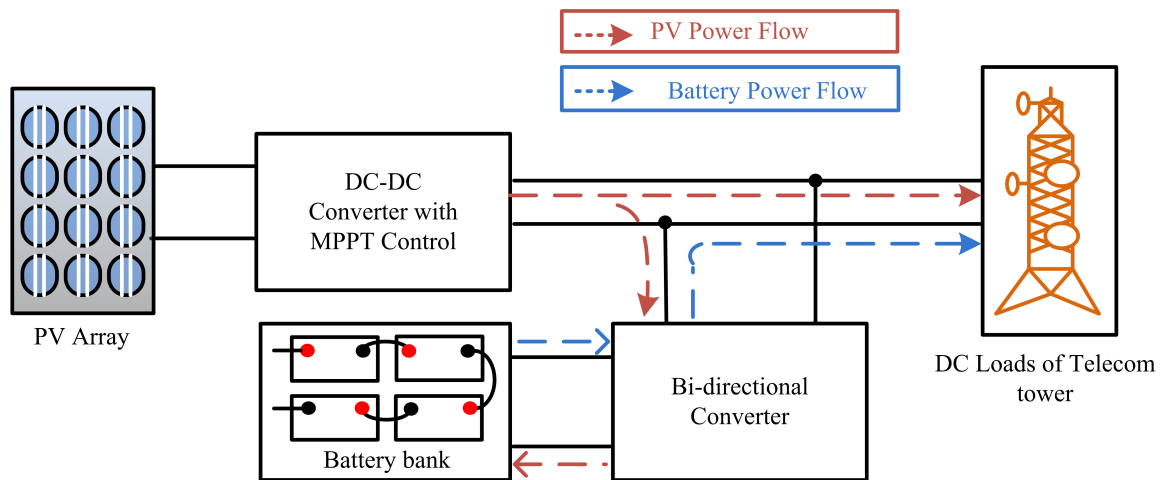 PV Power Flow
Battery Power Flow
DC-DC
Converter with
MPPT Control
PV Array
Battery bank
Bi-directional
Converter
DC Loads of Telecom
tower